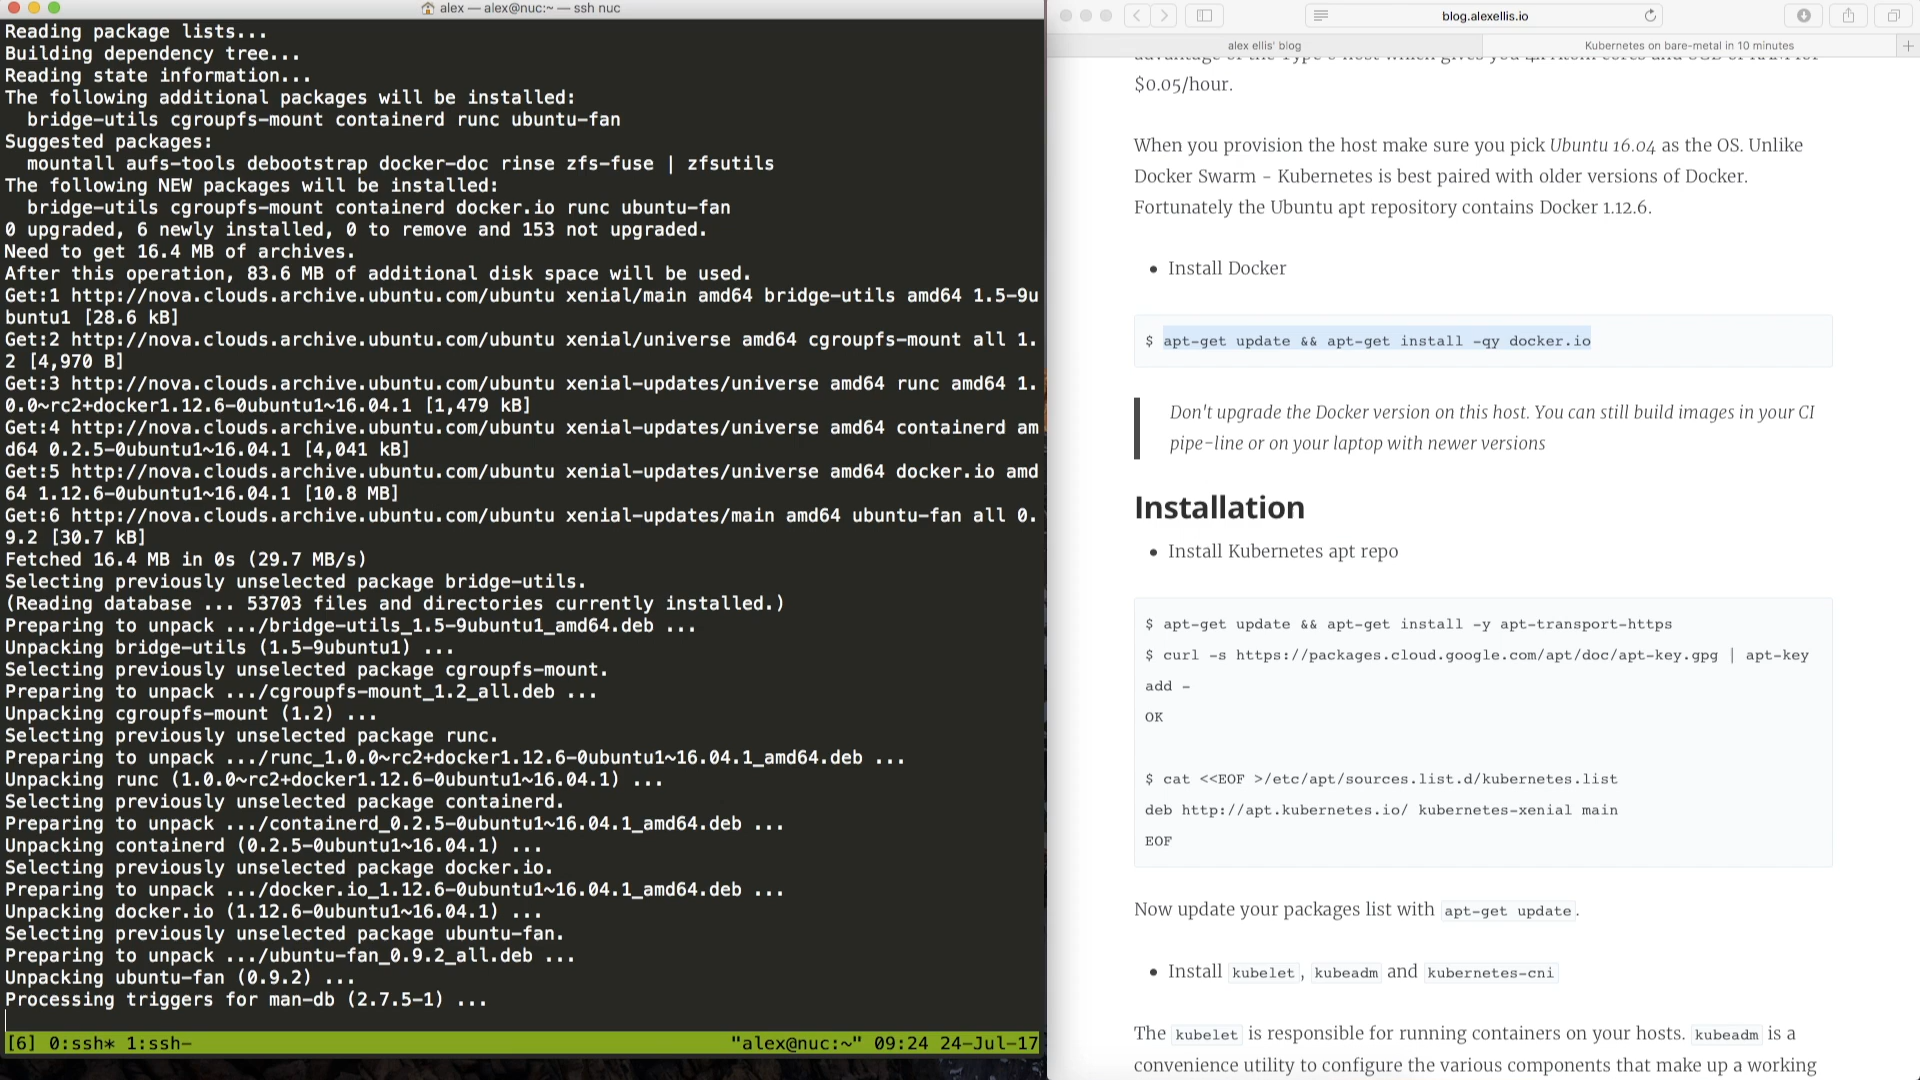 alex — alex@nuc:~ — ssh nuc
Reading package lists...
Building dependency tree...
Reading state information...
The following additional packages will be installed:
  bridge-utils cgroupfs-mount containerd runc ubuntu-fan
Suggested packages:
  mountall aufs-tools debootstrap docker-doc rinse zfs-fuse | zfsutils
The following NEW packages will be installed:
  bridge-utils cgroupfs-mount containerd docker.io runc ubuntu-fan
0 upgraded, 6 newly installed, 0 to remove and 153 not upgraded.
Need to get 16.4 MB of archives.
After this operation, 83.6 MB of additional disk space will be used.
Get:1 http://nova.clouds.archive.ubuntu.com/ubuntu xenial/main amd64 bridge-utils amd64 1.5-9u
buntu1 [28.6 kB]
Get:2 http://nova.clouds.archive.ubuntu.com/ubuntu xenial/universe amd64 cgroupfs-mount all 1.
2 [4,970 B]
Get:3 http://nova.clouds.archive.ubuntu.com/ubuntu xenial-updates/universe amd64 runc amd64 1.
0.0~rc2+docker1.12.6-0ubuntu1~16.04.1 [1,479 kB]
Get:4 http://nova.clouds.archive.ubuntu.com/ubuntu xenial-updates/universe amd64 containerd am
d64 0.2.5-0ubuntu1~16.04.1 [4,041 kB]
Get:5 http://nova.clouds.archive.ubuntu.com/ubuntu xenial-updates/universe amd64 docker.io amd
64 1.12.6-0ubuntu1~16.04.1 [10.8 MB]
Get:6 http://nova.clouds.archive.ubuntu.com/ubuntu xenial-updates/main amd64 ubuntu-fan all 0.
9.2 [30.7 kB]
Fetched 16.4 MB in 0s (29.7 MB/s)
Selecting previously unselected package bridge-utils.
(Reading database ... 53703 files and directories currently installed.)
Preparing to unpack .../bridge-utils_1.5-9ubuntu1_amd64.deb ...
Unpacking bridge-utils (1.5-9ubuntu1) ...
Selecting previously unselected package cgroupfs-mount.
Preparing to unpack .../cgroupfs-mount_1.2_all.deb ...
Unpacking cgroupfs-mount (1.2) ...
Selecting previously unselected package runc.
Preparing to unpack .../runc_1.0.0~rc2+docker1.12.6-0ubuntu1~16.04.1_amd64.deb ...
Unpacking runc (1.0.0~rc2+docker1.12.6-0ubuntu1~16.04.1) ...
Selecting previously unselected package containerd.
Preparing to unpack .../containerd_0.2.5-0ubuntu1~16.04.1_amd64.deb ...
Unpacking containerd (0.2.5-0ubuntu1~16.04.1) ...
Selecting previously unselected package docker.io.
Preparing to unpack .../docker.io_1.12.6-0ubuntu1~16.04.1_amd64.deb ...
Unpacking docker.io (1.12.6-0ubuntu1~16.04.1) ...
Selecting previously unselected package ubuntu-fan.
Preparing to unpack .../ubuntu-fan_0.9.2_all.deb ...
Unpacking ubuntu-fan (0.9.2) ...
Processing triggers for man-db (2.7.5-1) ...
[6] 0:ssh* 1:ssh- "alex@nuc:~" 09:24 24-Jul-17
blog.alexellis.io
alex ellis' blog
Kubernetes on bare-metal in 10 minutes
$0.05/hour.
When you provision the host make sure you pick Ubuntu 16.04 as the OS. Unlike
Docker Swarm - Kubernetes is best paired with older versions of Docker.
Fortunately the Ubuntu apt repository contains Docker 1.12.6.
• Install Docker
$ apt-get update && apt-get install -qy docker.io
Don't upgrade the Docker version on this host. You can still build images in your CI
pipe-line or on your laptop with newer versions
Installation
• Install Kubernetes apt repo
$ apt-get update && apt-get install -y apt-transport-https
$ curl -s https://packages.cloud.google.com/apt/doc/apt-key.gpg | apt-key
add -
OK
$ cat <<EOF >/etc/apt/sources.list.d/kubernetes.list
deb http://apt.kubernetes.io/ kubernetes-xenial main
EOF
Now update your packages list with apt-get update.
• Install kubelet, kubeadm and kubernetes-cni
The kubelet is responsible for running containers on your hosts. kubeadm is a
convenience utility to configure the various components that make up a working